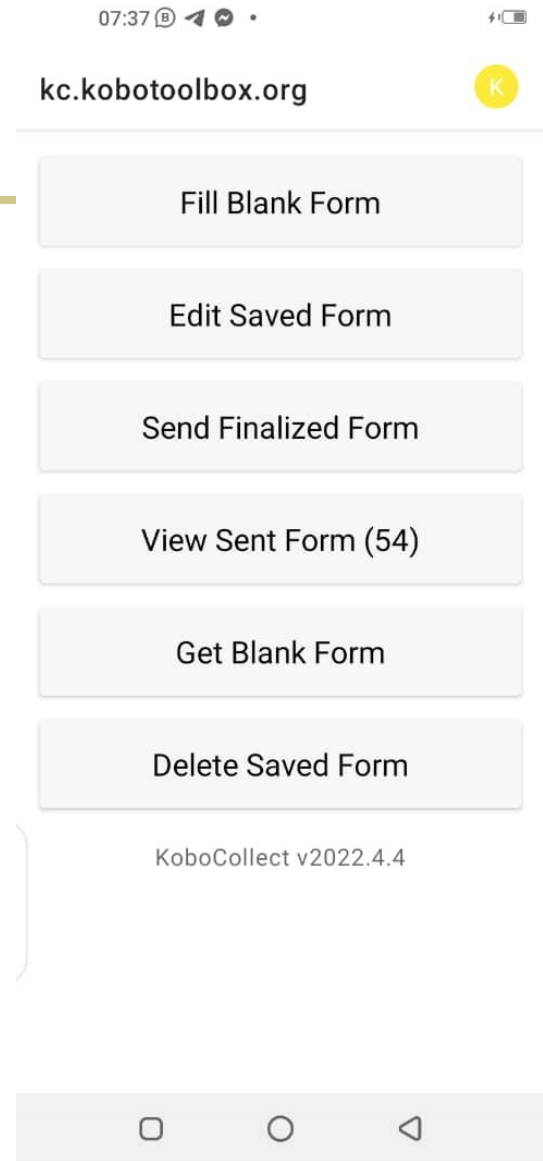 07:37
kc.kobotoolbox.org
K
Fill Blank Form
Edit Saved Form
Send Finalized Form
View Sent Form (54)
Get Blank Form
Delete Saved Form
KoboCollect v2022.4.4